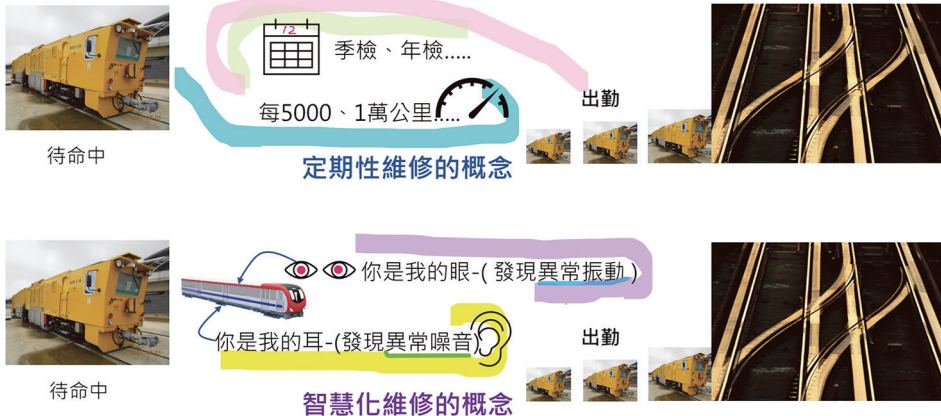 12
季檢、年檢.....
每5000、1萬公里.....
出勤
待命中
定期性維修的概念
你是我的眼-( 發現異常振動 )
你是我的耳-(發現異常噪音)
出勤
待命中
智慧化維修的概念